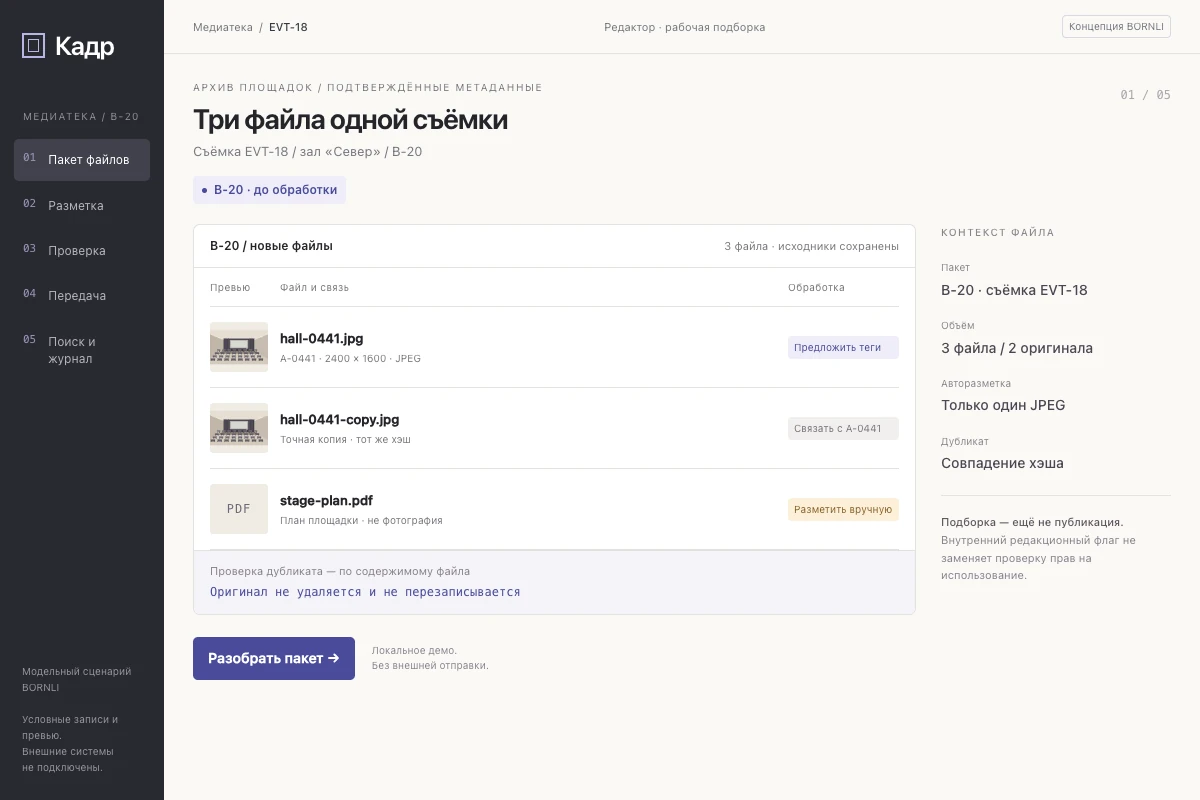 Кадр
МЕДИАТЕКА / B-20
01 Пакет файлов
02 Разметка
03 Проверка
04 Передача
05 Поиск и
журнал
Модельный сценарий
BORNLI
Условные записи и
превью.
Внешние системы
не подключены.
Медиатека / EVT-18
Редактор · рабочая подборка
Концепция BORNLI
АРХИВ ПЛОЩАДОК / ПОДТВЕРЖДЁННЫЕ МЕТАДАННЫЕ
01 / 05
Три файла одной съёмки
Съёмка EVT-18 / зал «Север» / B-20
B-20 · до обработки
B-20 / новые файлы
3 файла · исходники сохранены
Превью Файл и связь Обработка
hall-0441.jpg
A-0441 · 2400 × 1600 · JPEG
Предложить теги
hall-0441-copy.jpg
Точная копия · тот же хэш
Связать с A-0441
PDF
stage-plan.pdf
План площадки · не фотография
Разметить вручную
Проверка дубликата — по содержимому файла
Оригинал не удаляется и не перезаписывается
Разобрать пакет →
Локальное демо.
Без внешней отправки.
КОНТЕКСТ ФАЙЛА
Пакет
B-20 · съёмка EVT-18
Объём
3 файла / 2 оригинала
Авторазметка
Только один JPEG
Дубликат
Совпадение хэша
Подборка — ещё не публикация.
Внутренний редакционный флаг не
заменяет проверку прав на
использование.